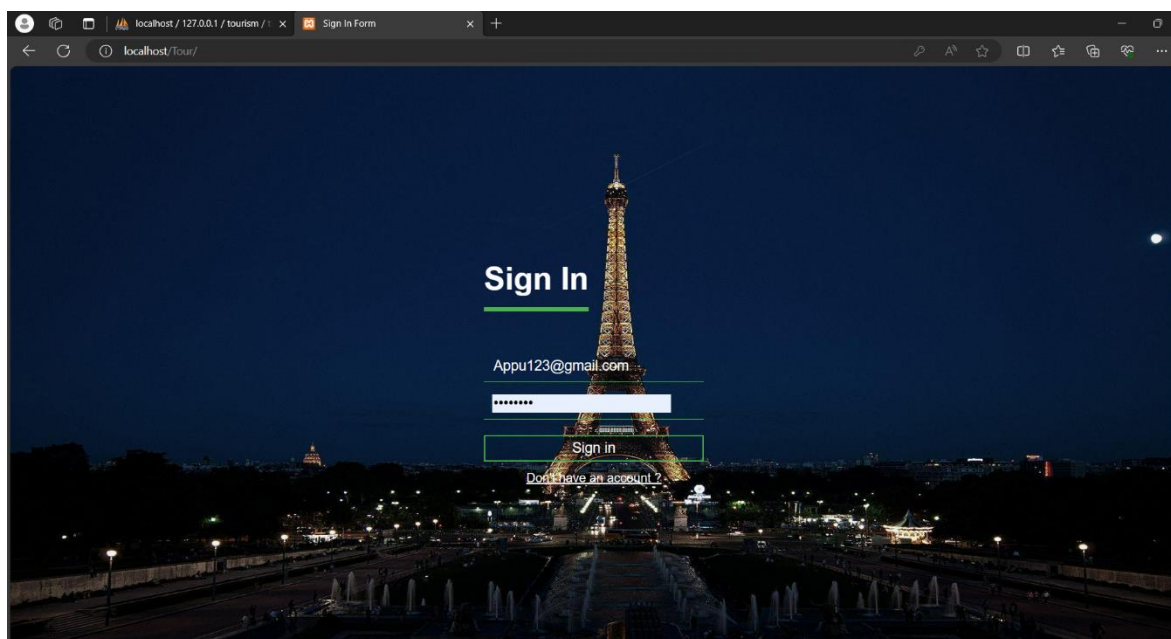 localhost / 127.0.0.1 / tourism / t
Sign In Form
localhost/Tour/
Sign In
Appu123@gmail.com
••••••••
Sign in
Don't have an account ?